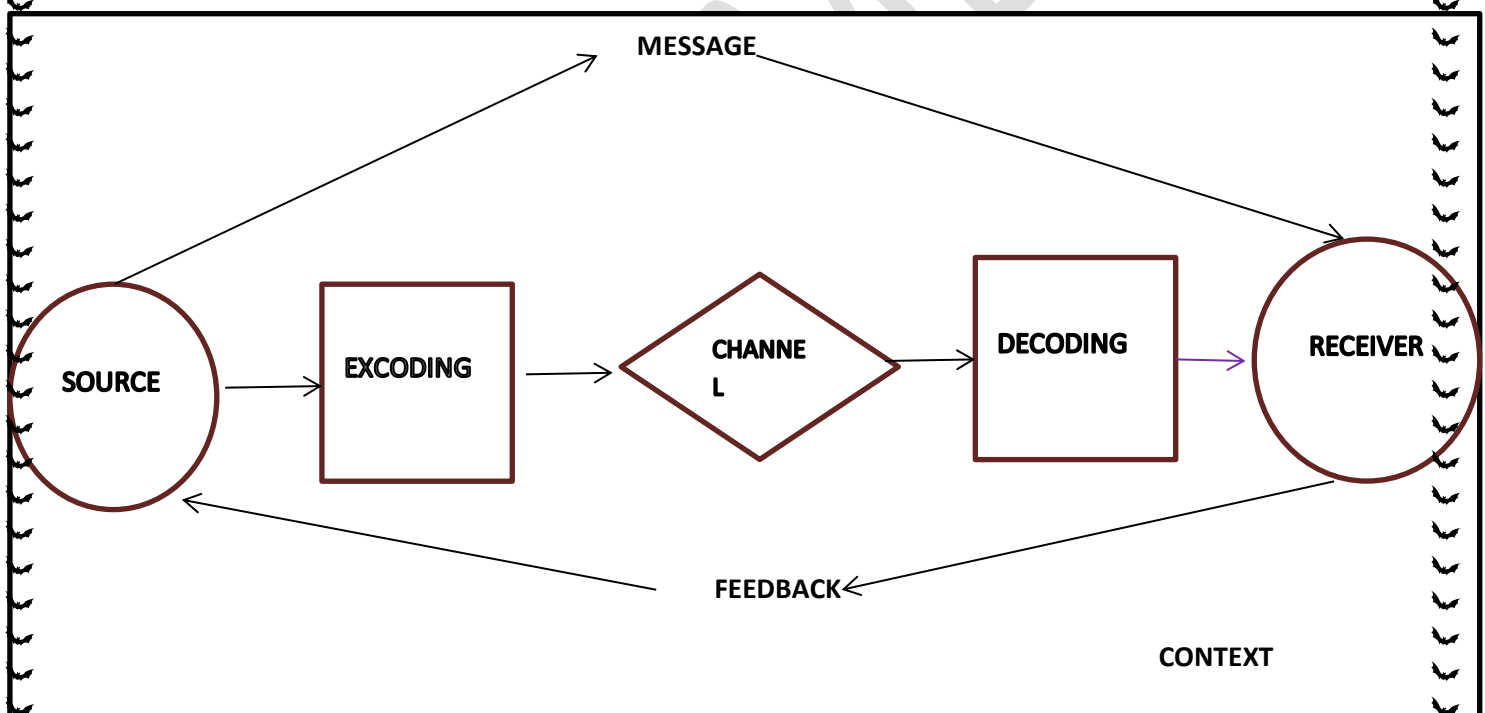 MESSAGE
SOURCE
EXCODING
CHANNE
L
DECODING
RECEIVER
FEEDBACK
CONTEXT